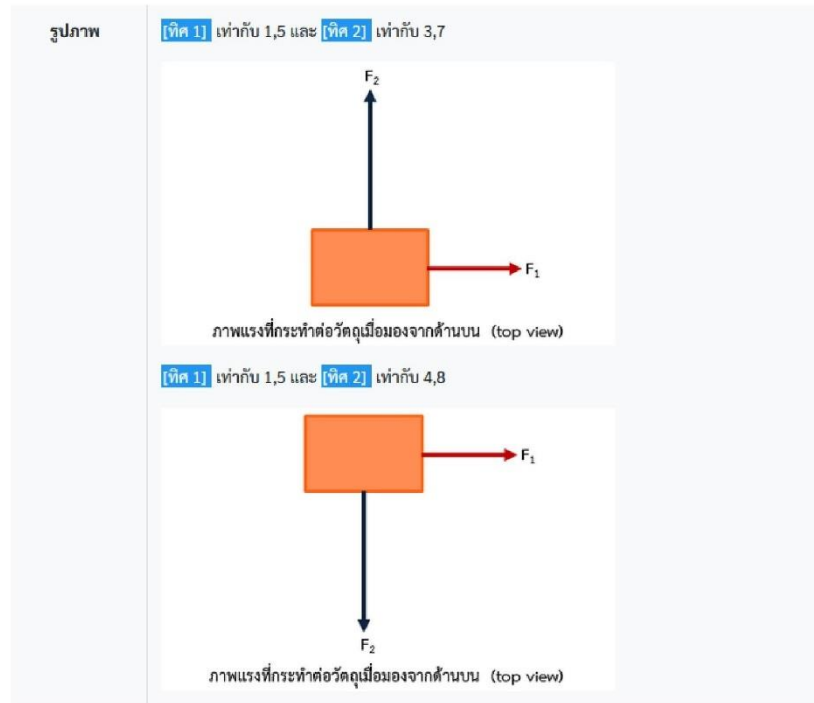 รูปภาพ
[ทิศ 1] เท่ากับ 1,5 และ [ทิศ 2] เท่ากับ 3,7
F₂
F₁
ภาพแรงที่กระทำต่อวัตถุเมื่อมองจากด้านบน (top view)
[ทิศ 1] เท่ากับ 1,5 และ [ทิศ 2] เท่ากับ 4,8
F₁
F₂
ภาพแรงที่กระทำต่อวัตถุเมื่อมองจากด้านบน (top view)